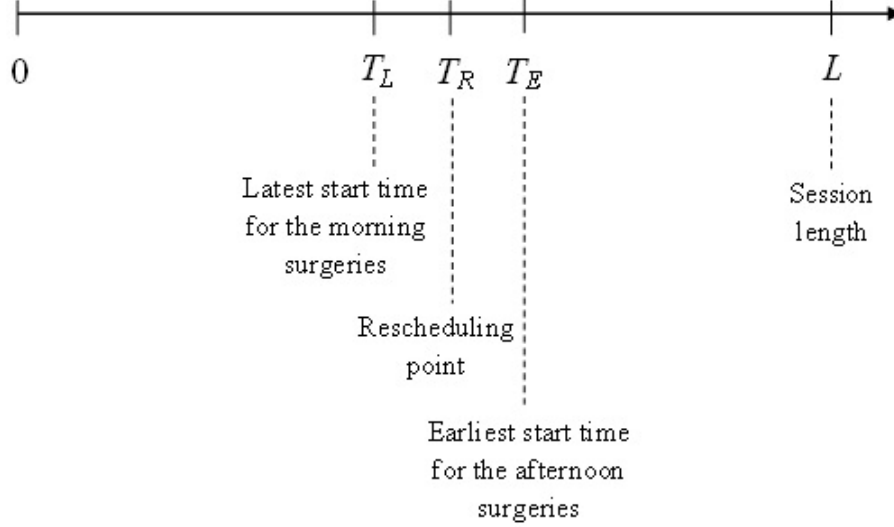 0 T_L T_R T_E L
Latest start time
for the morning
surgeries
Session
length
Rescheduling
point
Earliest start time
for the afternoon
surgeries